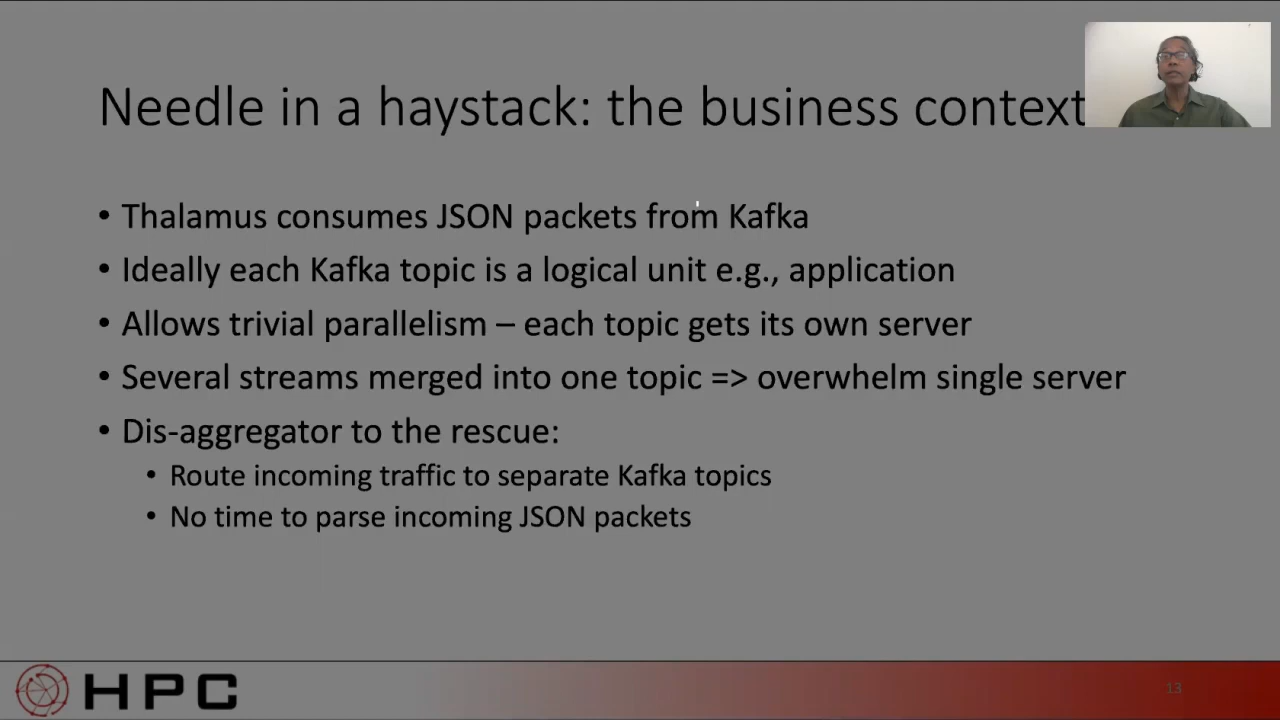 Needle in a haystack: the business context
• Thalamus consumes JSON packets from Kafka
• Ideally each Kafka topic is a logical unit e.g., application
• Allows trivial parallelism – each topic gets its own server
• Several streams merged into one topic => overwhelm single server
• Dis-aggregator to the rescue:
• Route incoming traffic to separate Kafka topics
• No time to parse incoming JSON packets
HPC
13